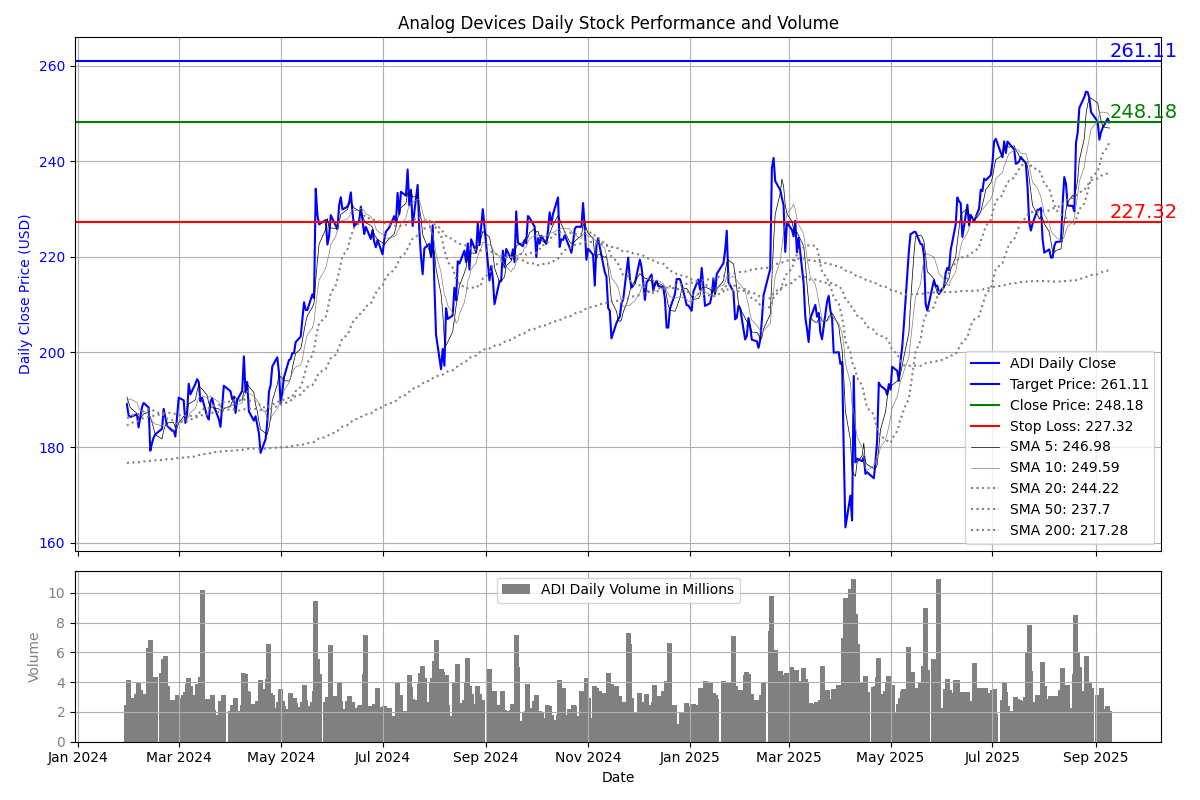 Analog Devices Daily Stock Performance and Volume
261.11
260
248.18
240
227.32
220
200
180
160
Daily Close Price (USD)
ADI Daily Close
Target Price: 261.11
Close Price: 248.18
Stop Loss: 227.32
SMA 5: 246.98
SMA 10: 249.59
SMA 20: 244.22
SMA 50: 237.7
SMA 200: 217.28
ADI Daily Volume in Millions
10
8
6
4
2
0
Volume
Jan 2024 Mar 2024 May 2024 Jul 2024 Sep 2024 Nov 2024 Jan 2025 Mar 2025 May 2025 Jul 2025 Sep 2025
Date